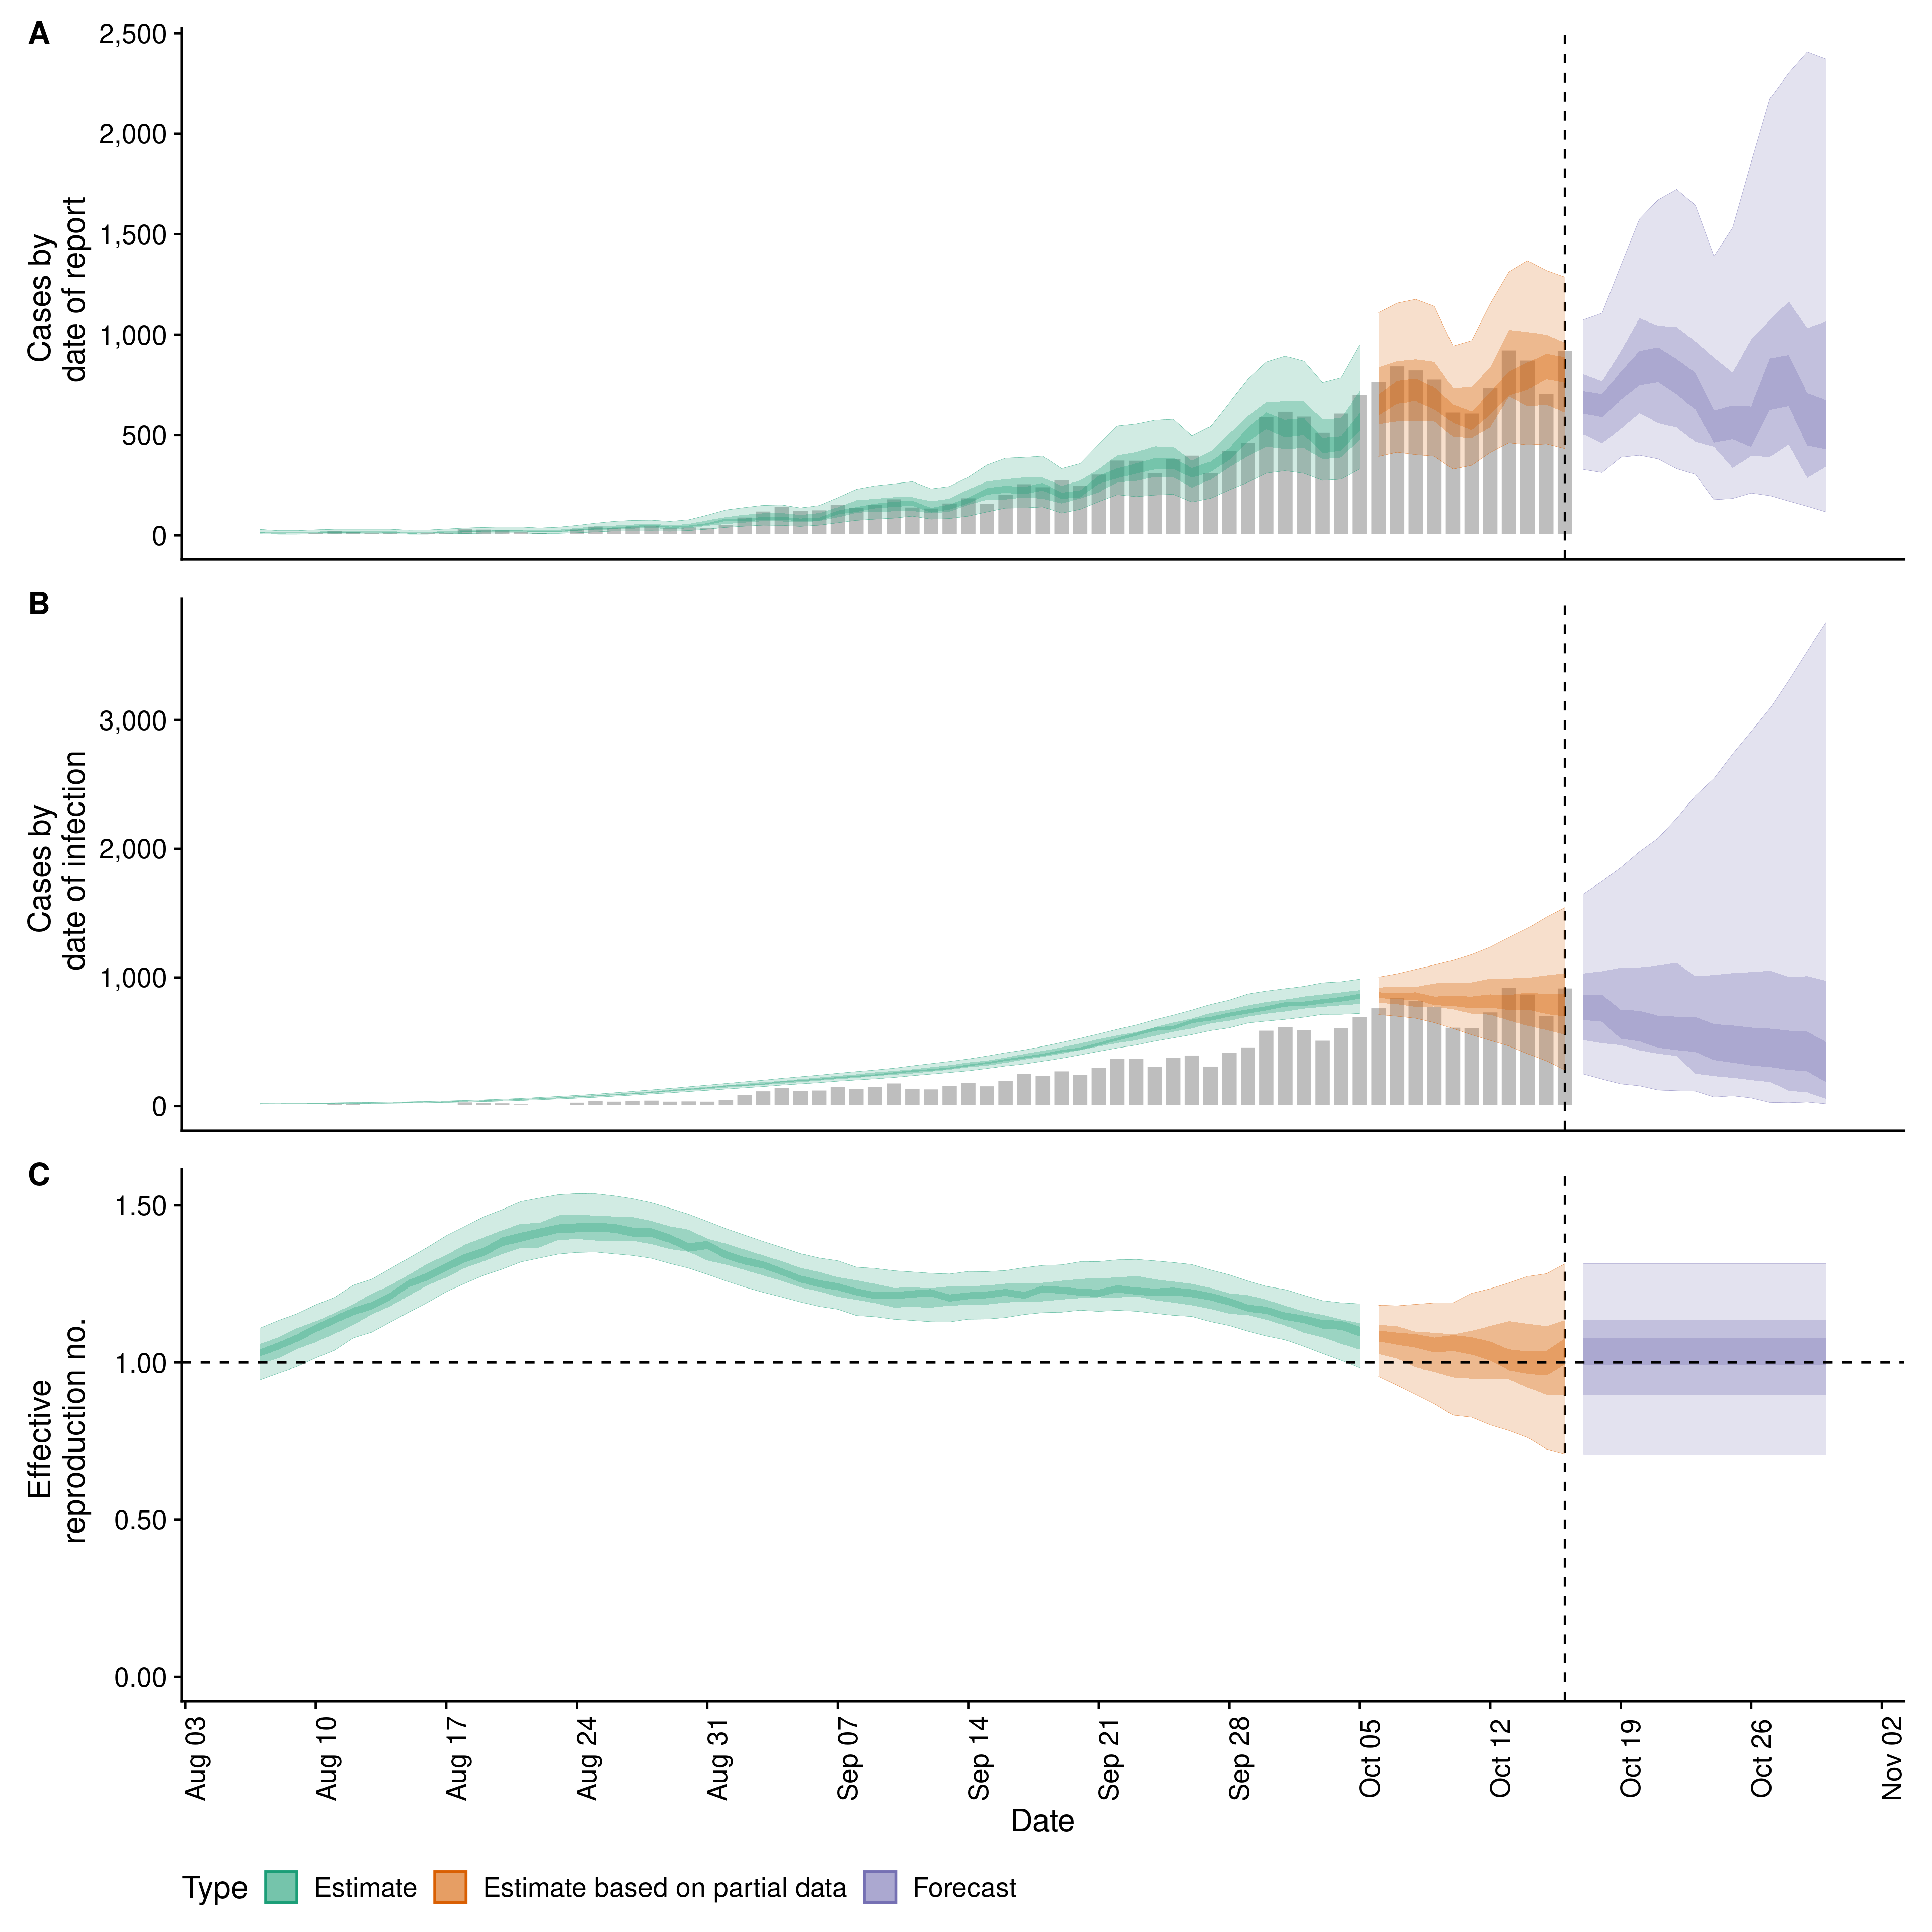 A
2,500
2,000
1,500
1,000
500
0
Cases by
date of report
B
3,000
2,000
1,000
0
Cases by
date of infection
C
1.50
1.00
0.50
0.00
Effective
reproduction no.
Aug 03
Aug 10
Aug 17
Aug 24
Aug 31
Sep 07
Sep 14
Sep 21
Sep 28
Oct 05
Oct 12
Oct 19
Oct 26
Nov 02
Date
Type Estimate Estimate based on partial data Forecast